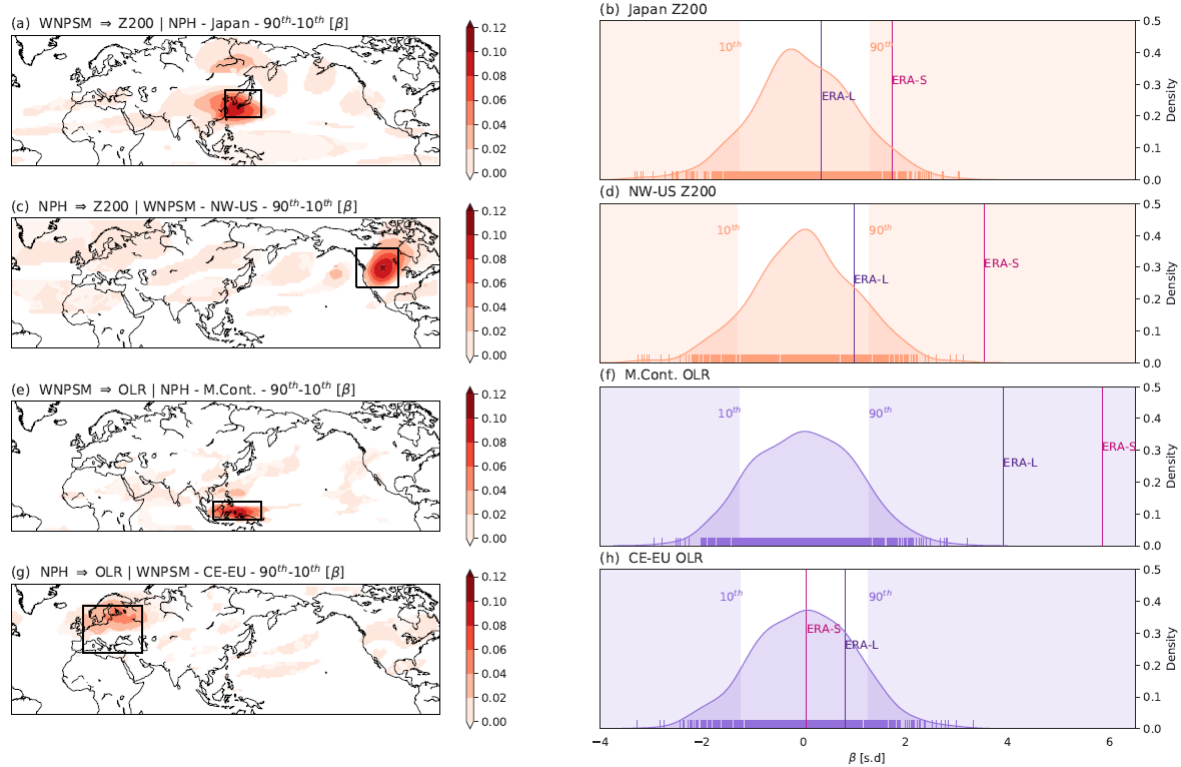 (a) WNPSM ⇒ Z200 | NPH - Japan - 90th-10th [β]
0.12
0.10
0.08
0.06
0.04
0.02
0.00
(b) Japan Z200
10th
90th
ERA-L
ERA-S
0.5
0.4
0.3
0.2
0.1
0.0
Density
(c) NPH ⇒ Z200 | WNPSM - NW-US - 90th-10th [β]
0.12
0.10
0.08
0.06
0.04
0.02
0.00
(d) NW-US Z200
10th
90th
ERA-L
ERA-S
0.5
0.4
0.3
0.2
0.1
0.0
Density
(e) WNPSM ⇒ OLR | NPH - M.Cont. - 90th-10th [β]
0.12
0.10
0.08
0.06
0.04
0.02
0.00
(f) M.Cont. OLR
10th
90th
ERA-L
ERA-S
0.5
0.4
0.3
0.2
0.1
0.0
Density
(g) NPH ⇒ OLR | WNPSM - CE-EU - 90th-10th [β]
0.12
0.10
0.08
0.06
0.04
0.02
0.00
(h) CE-EU OLR
10th
90th
ERA-S
ERA-L
0.5
0.4
0.3
0.2
0.1
0.0
Density
−4 −2 0 2 4 6
β [s.d]